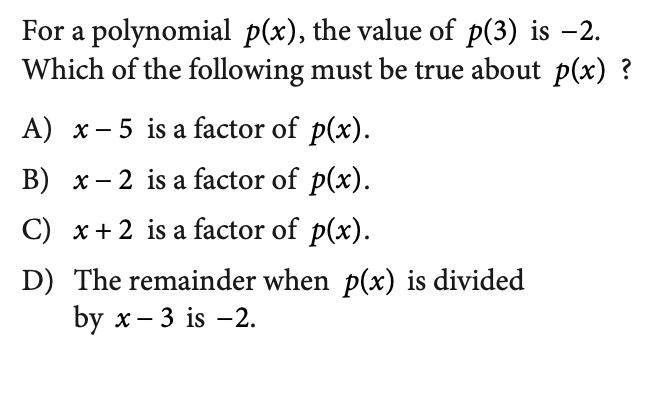 For a polynomial p(x), the value of p(3) is −2.
Which of the following must be true about p(x) ?
A) x − 5 is a factor of p(x).
B) x − 2 is a factor of p(x).
C) x + 2 is a factor of p(x).
D) The remainder when p(x) is divided
by x − 3 is −2.